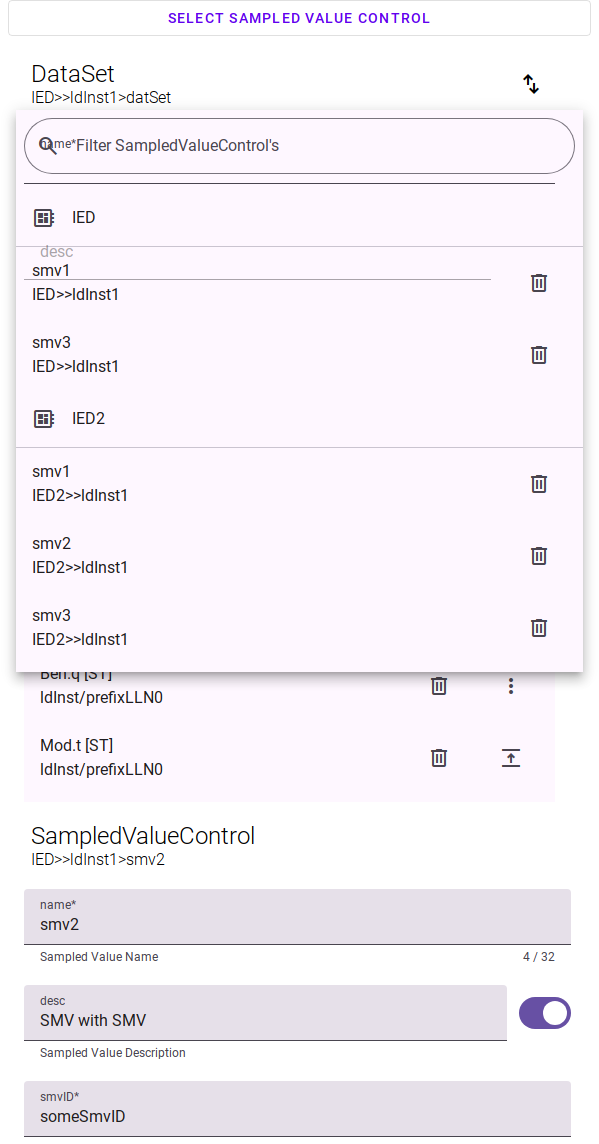 SELECT SAMPLED VALUE CONTROL
DataSet
IED>>ldInst1>datSet
name*
Filter SampledValueControl's
IED
desc
smv1
IED>>ldInst1
smv3
IED>>ldInst1
IED2
smv1
IED2>>ldInst1
smv2
IED2>>ldInst1
smv3
IED2>>ldInst1
Beh.q [ST]
ldInst/prefixLLN0
Mod.t [ST]
ldInst/prefixLLN0
SampledValueControl
IED>>ldInst1>smv2
name*
smv2
Sampled Value Name 4 / 32
desc
SMV with SMV
Sampled Value Description
smvID*
someSmvID